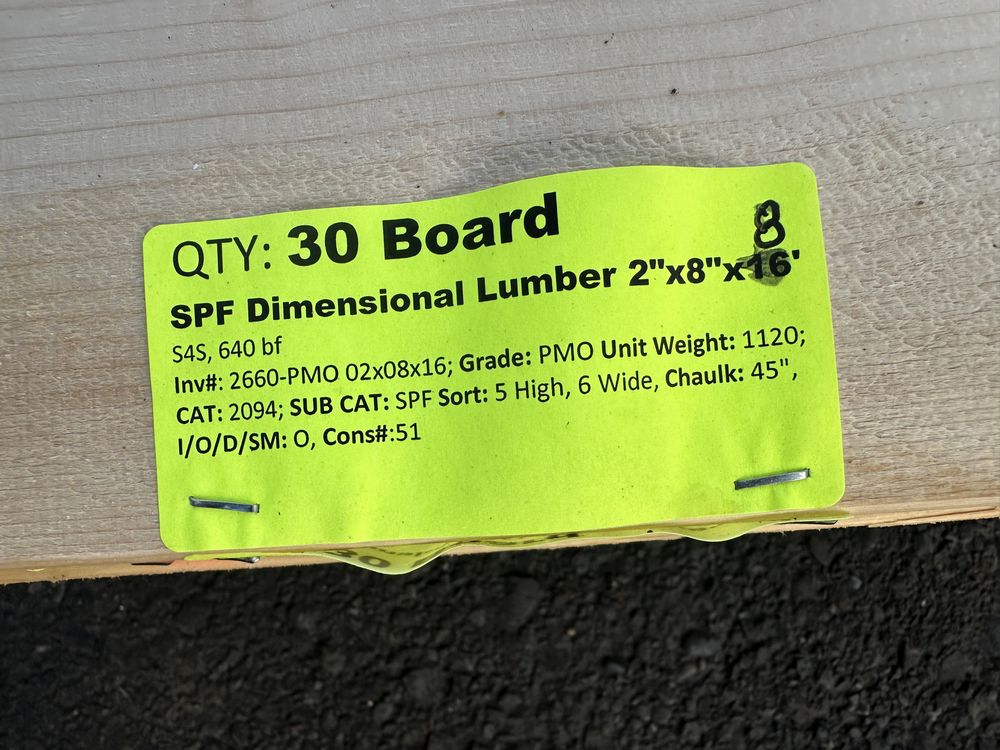 QTY: 30 Board
8
SPF Dimensional Lumber 2"x8"x16'
S4S, 640 bf
Inv#: 2660-PMO 02x08x16; Grade: PMO Unit Weight: 1120;
CAT: 2094; SUB CAT: SPF Sort: 5 High, 6 Wide, Chaulk: 45",
I/O/D/SM: O, Cons#:51